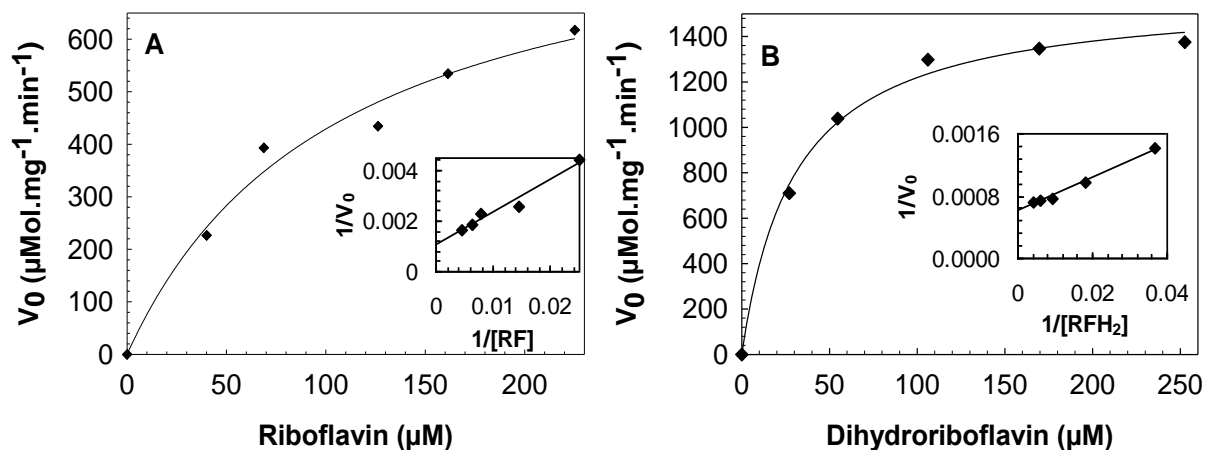 A
V0 (µMol.mg⁻¹.min⁻¹)
600
500
400
300
200
100
0
0 50 100 150 200
Riboflavin (µM)
1/V₀
0.004
0.002
0
0 0.01 0.02
1/[RF]
B
V0 (µMol.mg⁻¹.min⁻¹)
1400
1200
1000
800
600
400
200
0
0 50 100 150 200 250
Dihydroriboflavin (µM)
1/V₀
0.0016
0.0008
0.0000
0 0.02 0.04
1/[RFH₂]